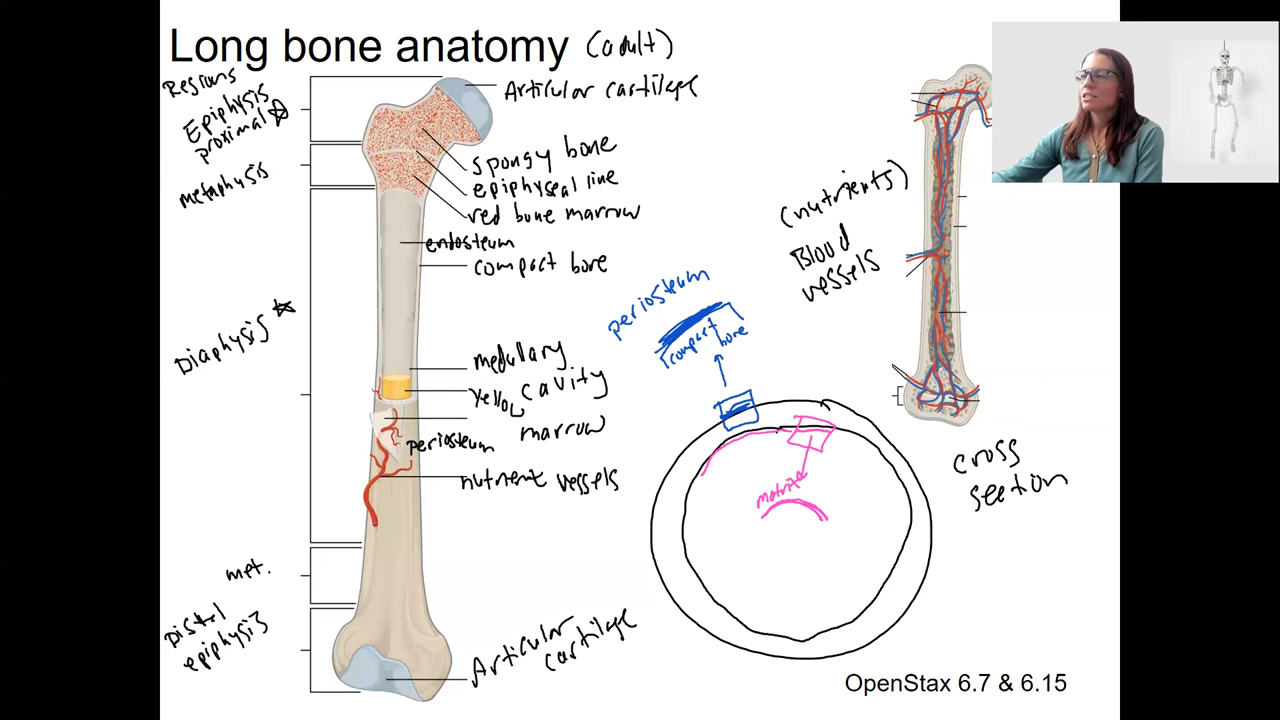 Long bone anatomy (adult)
Regions
Epiphysis
proximal
metaphysis
Diaphysis
met.
Distal
epiphysis
Articular cartilage
spongy bone
epiphyseal line
red bone marrow
endosteum
compact bone
medullary
cavity
yellow
marrow
periosteum
nutrient vessels
Articular
cartilage
periosteum
compact
bone
matrix
(nutrients)
Blood
vessels
cross
section
OpenStax 6.7 & 6.15